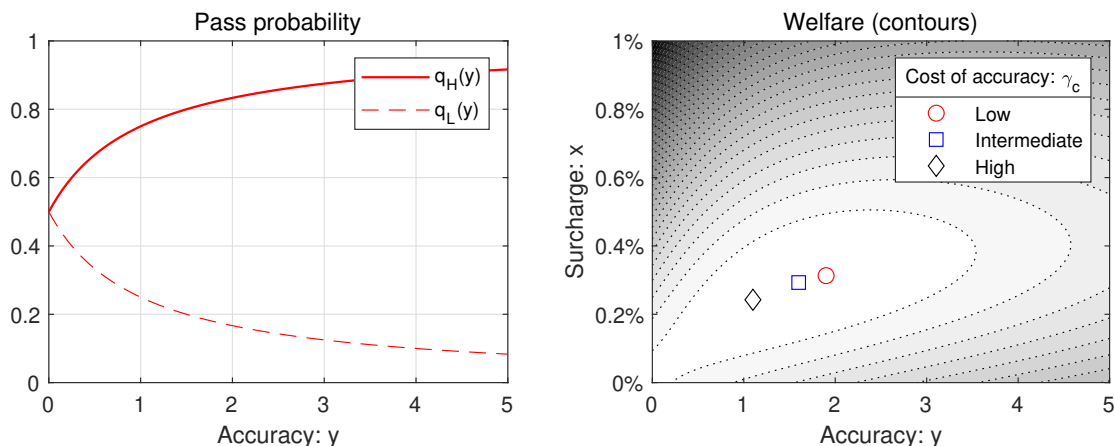 Pass probability
1
0.8
0.6
0.4
0.2
0
0 1 2 3 4 5
Accuracy: y
q_H(y)
q_L(y)
Welfare (contours)
Surcharge: x
1%
0.8%
0.6%
0.4%
0.2%
0%
0 1 2 3 4 5
Accuracy: y
Cost of accuracy: γ_c
Low
Intermediate
High